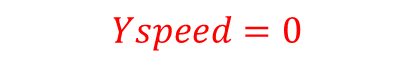 Yspeed = 0